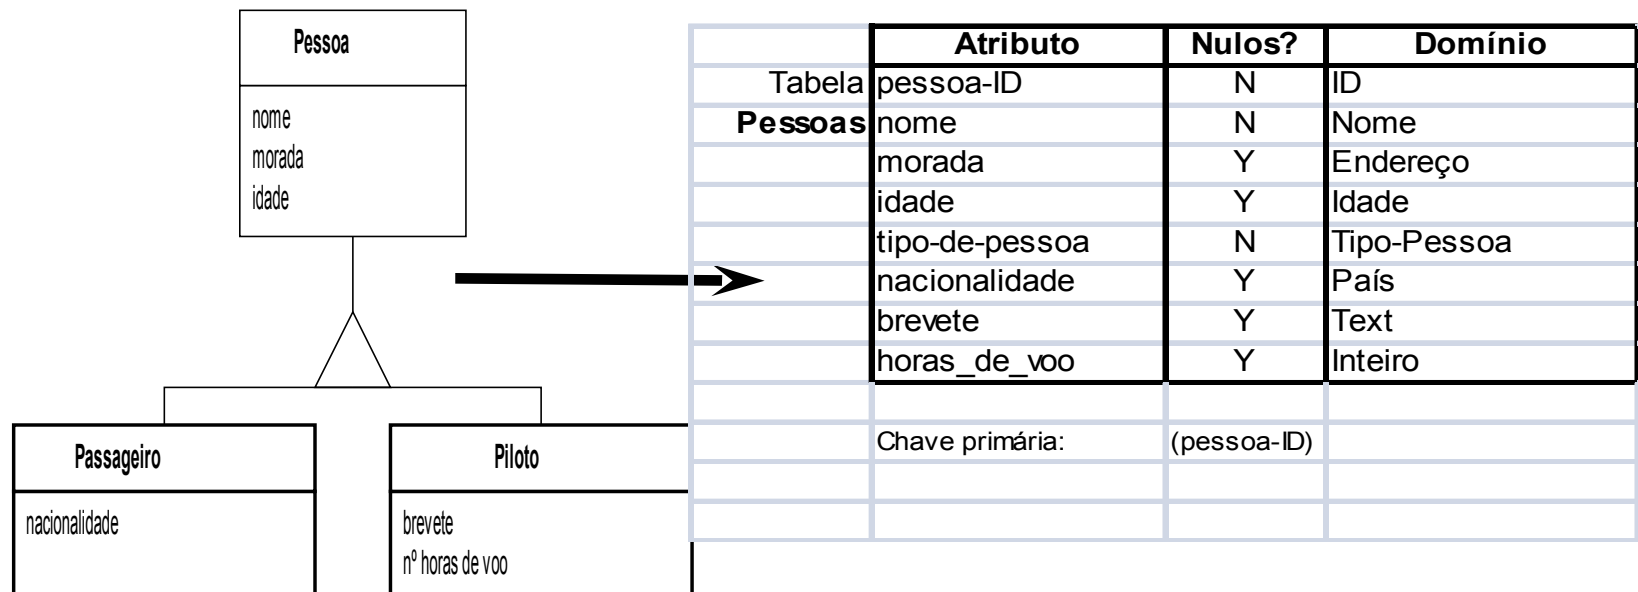 Pessoa
nome
morada
idade
Passageiro
nacionalidade
Piloto
brevete
nº horas de voo
Atributo Nulos? Domínio
Tabela pessoa-ID N ID
Pessoas nome N Nome
morada Y Endereço
idade Y Idade
tipo-de-pessoa N Tipo-Pessoa
nacionalidade Y País
brevete Y Text
horas_de_voo Y Inteiro
Chave primária: (pessoa-ID)